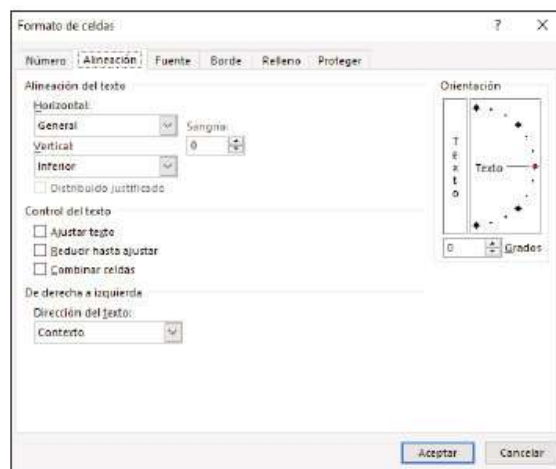 Formato de celdas
? X
Número Alineación Fuente Borde Relleno Proteger
Alineación del texto
Horizontal:
General
Sangría:
Vertical:
0
Inferior
Distribuido justificado
Control del texto
Ajustar texto
Reducir hasta ajustar
Combinar celdas
De derecha a izquierda
Dirección del texto:
Contexto
Orientación
Texto
Texto
0 Grados
Aceptar Cancelar